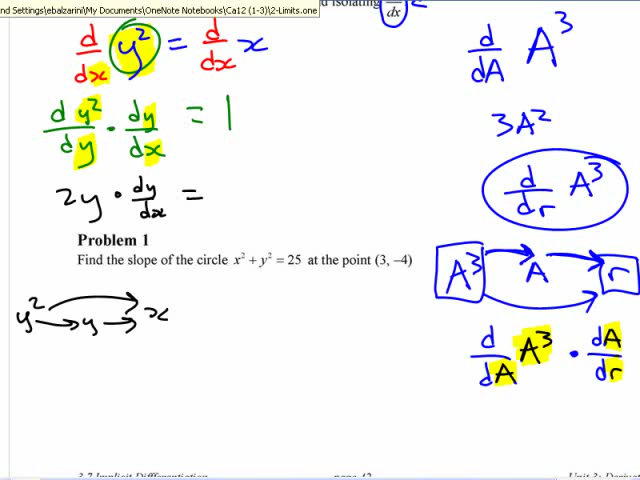 nd Settings\ebalzarini\My Documents\OneNote Notebooks\Ca12 (1-3)\2-Limits.one
d isolating dx
d/dx y² = d/dx x
d y²/dy · dy/dx = 1
2y · dy/dx =
Problem 1
Find the slope of the circle x² + y² = 25 at the point (3, −4)
y² → y → x
d/dA A³
3A²
d/dr A³
A³ → A → r
d/dA A³ · dA/dr
3.7 Implicit Differentiation page 42 Unit 3: Deriva